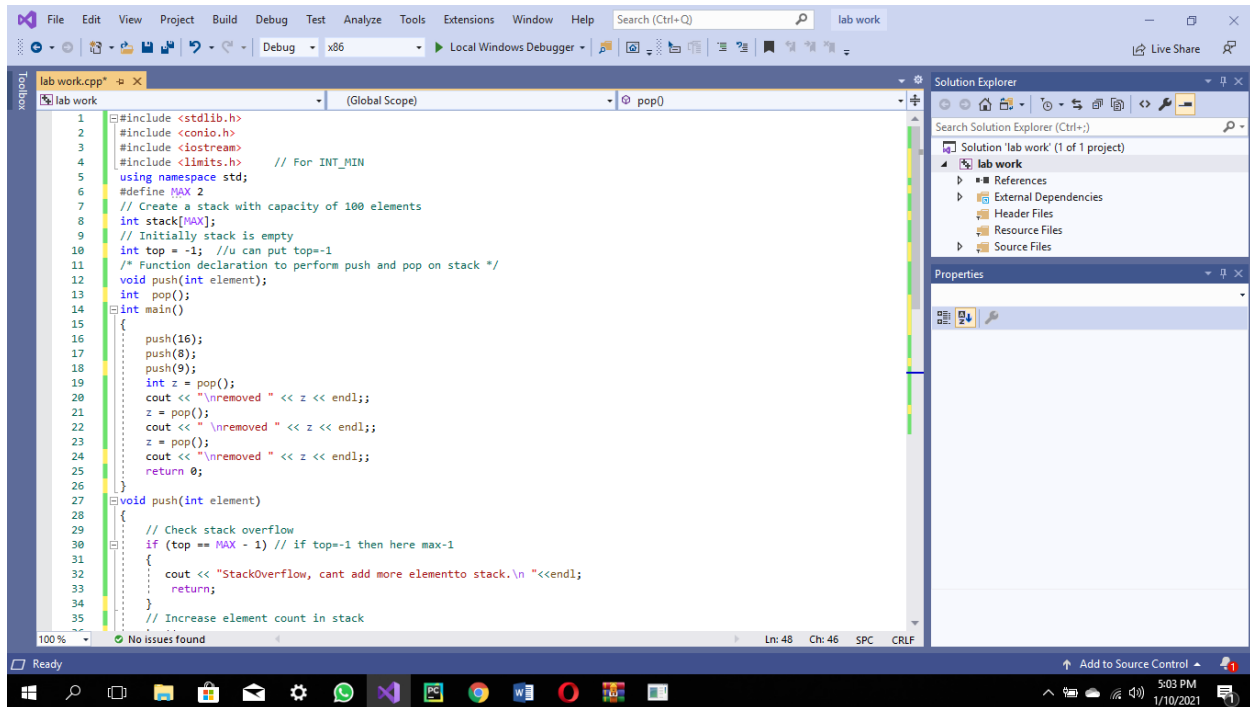 File Edit View Project Build Debug Test Analyze Tools Extensions Window Help Search (Ctrl+Q) lab work
Debug x86 Local Windows Debugger Live Share
Toolbox
lab work.cpp*
lab work (Global Scope) pop()
1 #include <stdlib.h>
2 #include <conio.h>
3 #include <iostream>
4 #include <limits.h> // For INT_MIN
5 using namespace std;
6 #define MAX 2
7 // Create a stack with capacity of 100 elements
8 int stack[MAX];
9 // Initially stack is empty
10 int top = -1; //u can put top=-1
11 /* Function declaration to perform push and pop on stack */
12 void push(int element);
13 int pop();
14 int main()
15 {
16 push(16);
17 push(8);
18 push(9);
19 int z = pop();
20 cout << "\nremoved " << z << endl;;
21 z = pop();
22 cout << " \nremoved " << z << endl;;
23 z = pop();
24 cout << "\nremoved " << z << endl;;
25 return 0;
26 }
27 void push(int element)
28 {
29 // Check stack overflow
30 if (top == MAX - 1) // if top=-1 then here max-1
31 {
32 cout << "StackOverflow, cant add more elementto stack.\n "<<endl;
33 return;
34 }
35 // Increase element count in stack
100 % No issues found Ln: 48 Ch: 46 SPC CRLF
Solution Explorer
Search Solution Explorer (Ctrl+;)
Solution 'lab work' (1 of 1 project)
lab work
References
External Dependencies
Header Files
Resource Files
Source Files
Properties
Ready Add to Source Control 1
5:03 PM
1/10/2021
1